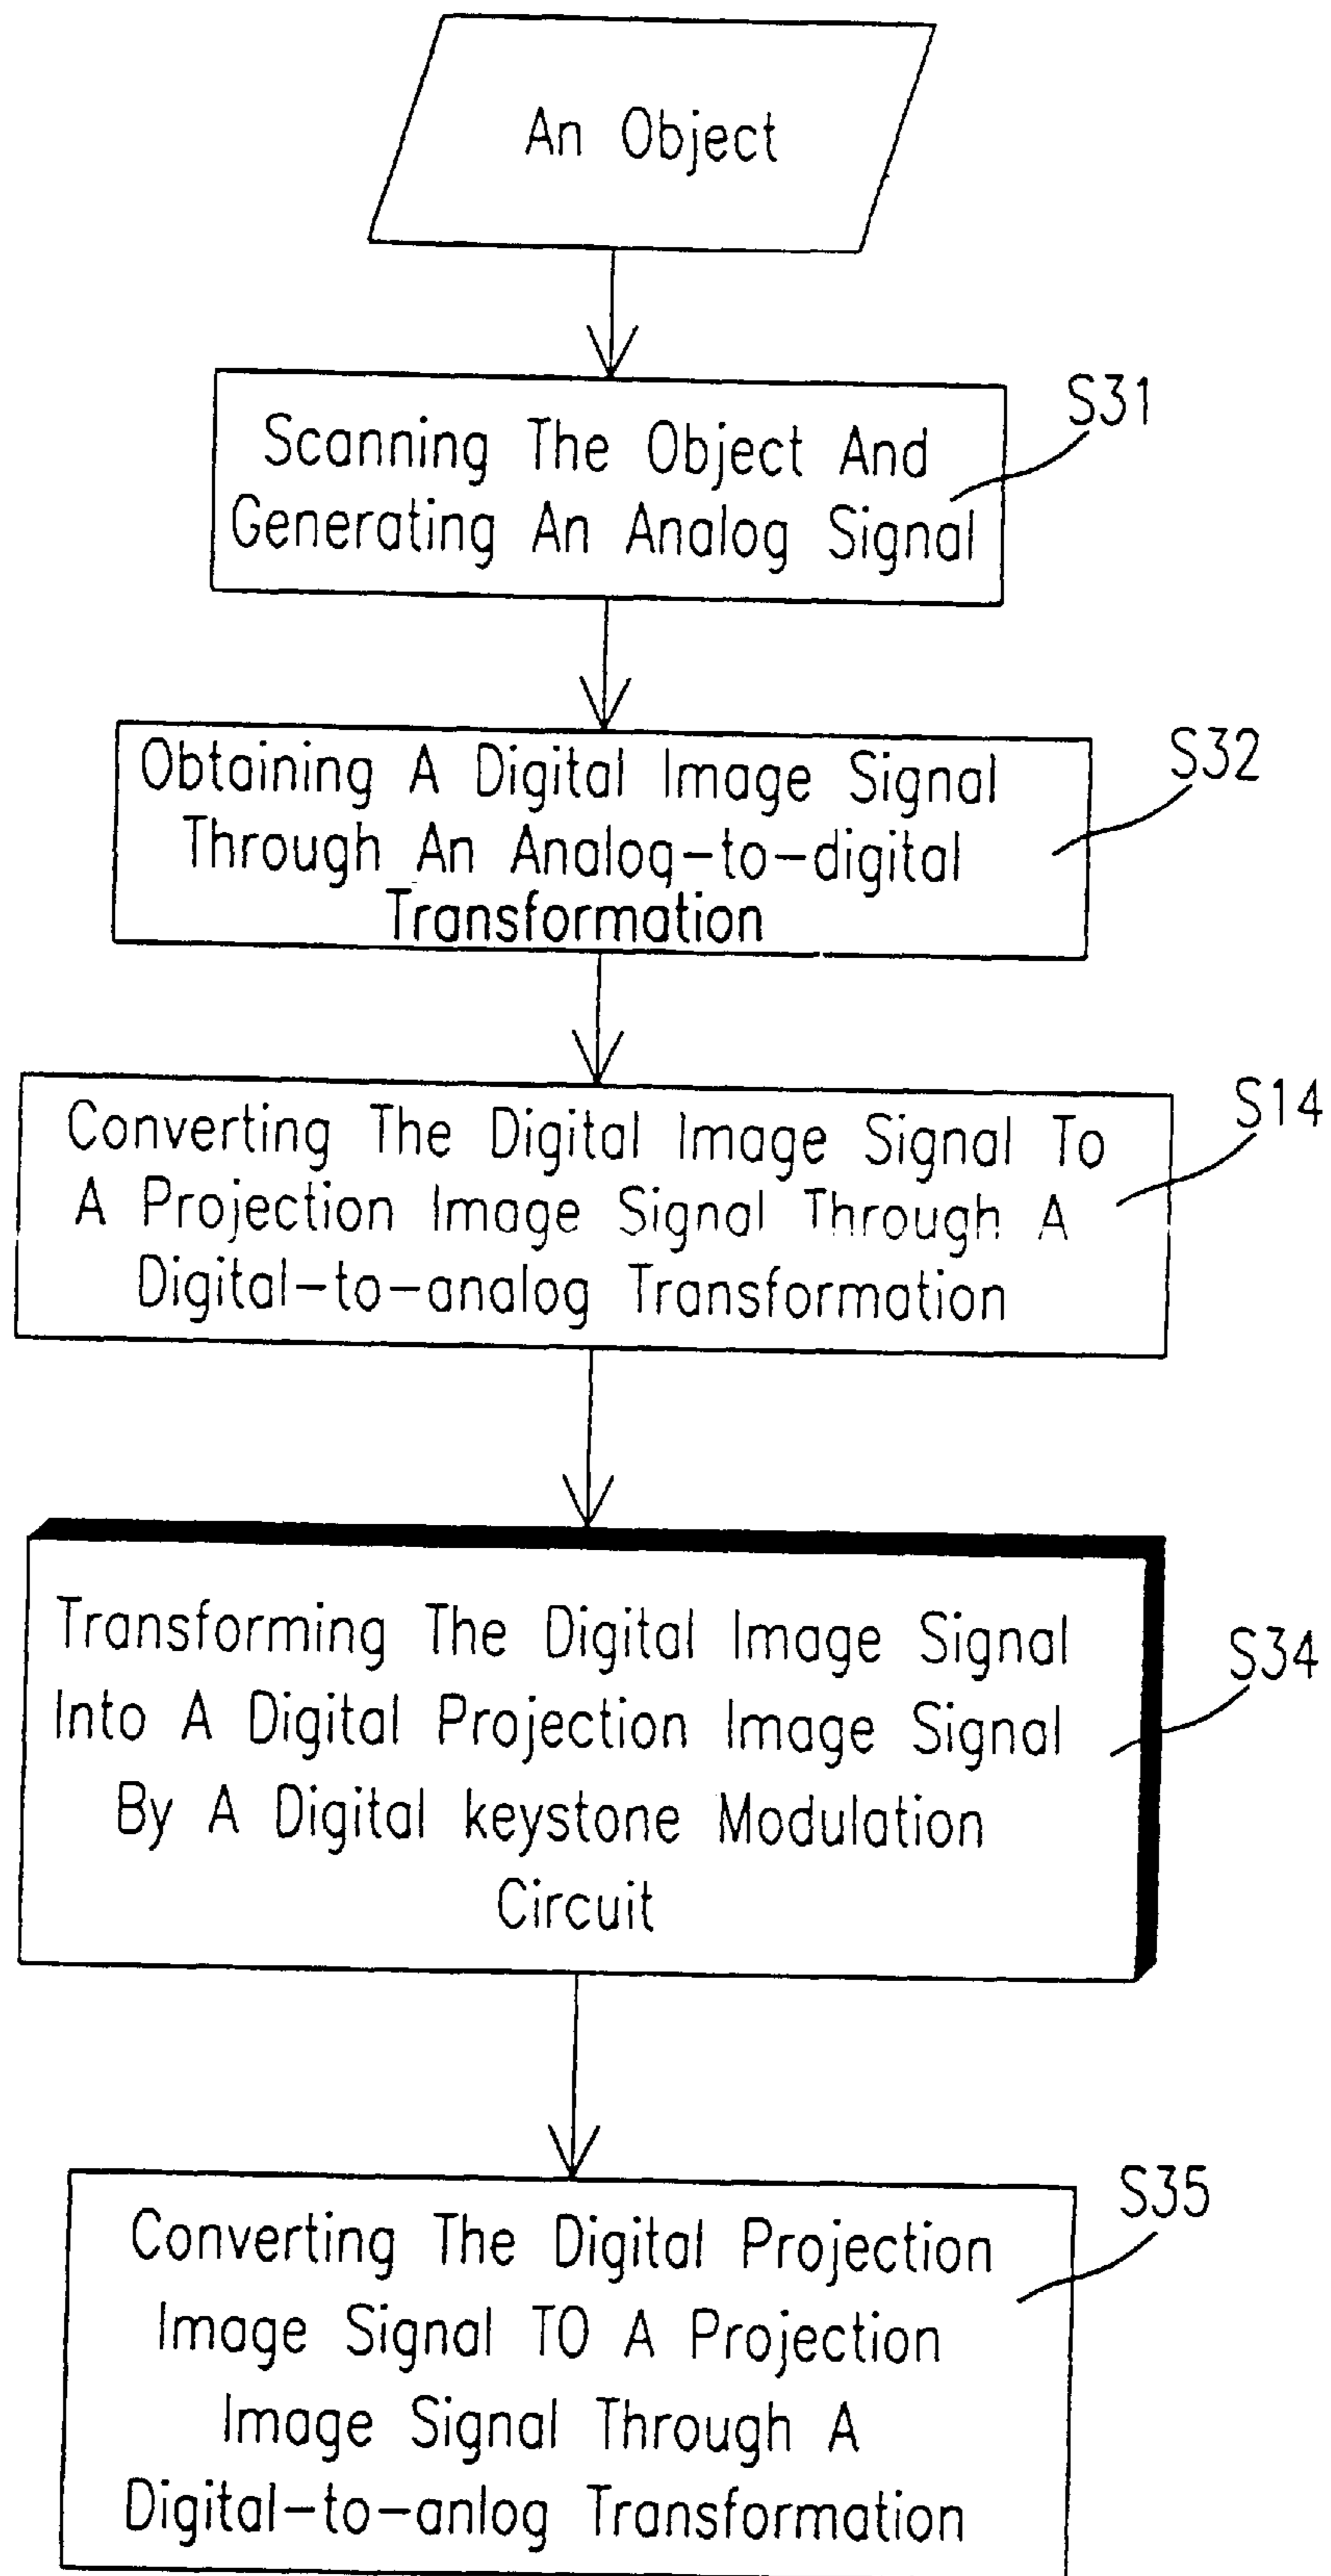 An Object
S31
Scanning The Object And
Generating An Analog Signal
S32
Obtaining A Digital Image Signal
Through An Analog-to-digital
Transformation
S14
Converting The Digital Image Signal To
A Projection Image Signal Through A
Digital-to-analog Transformation
S34
Transforming The Digital Image Signal
Into A Digital Projection Image Signal
By A Digital keystone Modulation
Circuit
S35
Converting The Digital Projection
Image Signal TO A Projection
Image Signal Through A
Digital-to-anlog Transformation